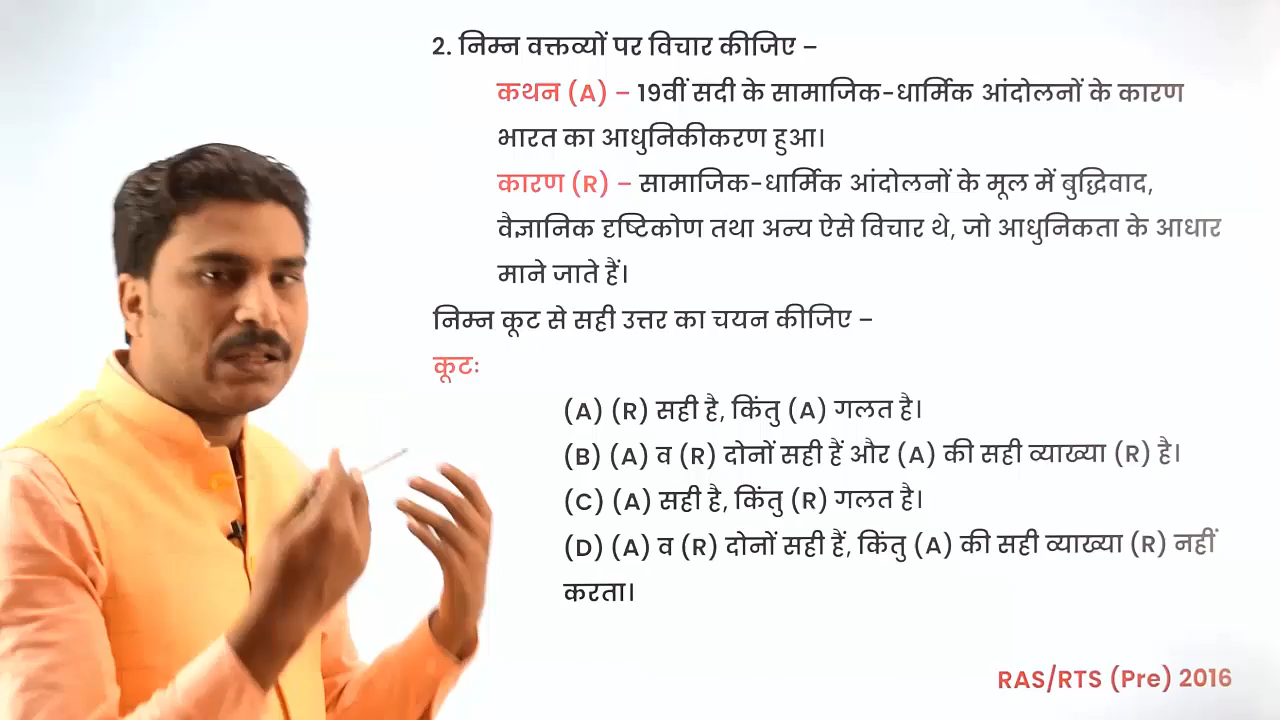 2. निम्न वक्तव्यों पर विचार कीजिए –
कथन (A) – 19वीं सदी के सामाजिक-धार्मिक आंदोलनों के कारण
भारत का आधुनिकीकरण हुआ।
कारण (R) – सामाजिक-धार्मिक आंदोलनों के मूल में बुद्धिवाद,
वैज्ञानिक दृष्टिकोण तथा अन्य ऐसे विचार थे, जो आधुनिकता के आधार
माने जाते हैं।
निम्न कूट से सही उत्तर का चयन कीजिए –
कूटः
(A) (R) सही है, किंतु (A) गलत है।
(B) (A) व (R) दोनों सही हैं और (A) की सही व्याख्या (R) है।
(C) (A) सही है, किंतु (R) गलत है।
(D) (A) व (R) दोनों सही हैं, किंतु (A) की सही व्याख्या (R) नहीं
करता।
RAS/RTS (Pre) 2016